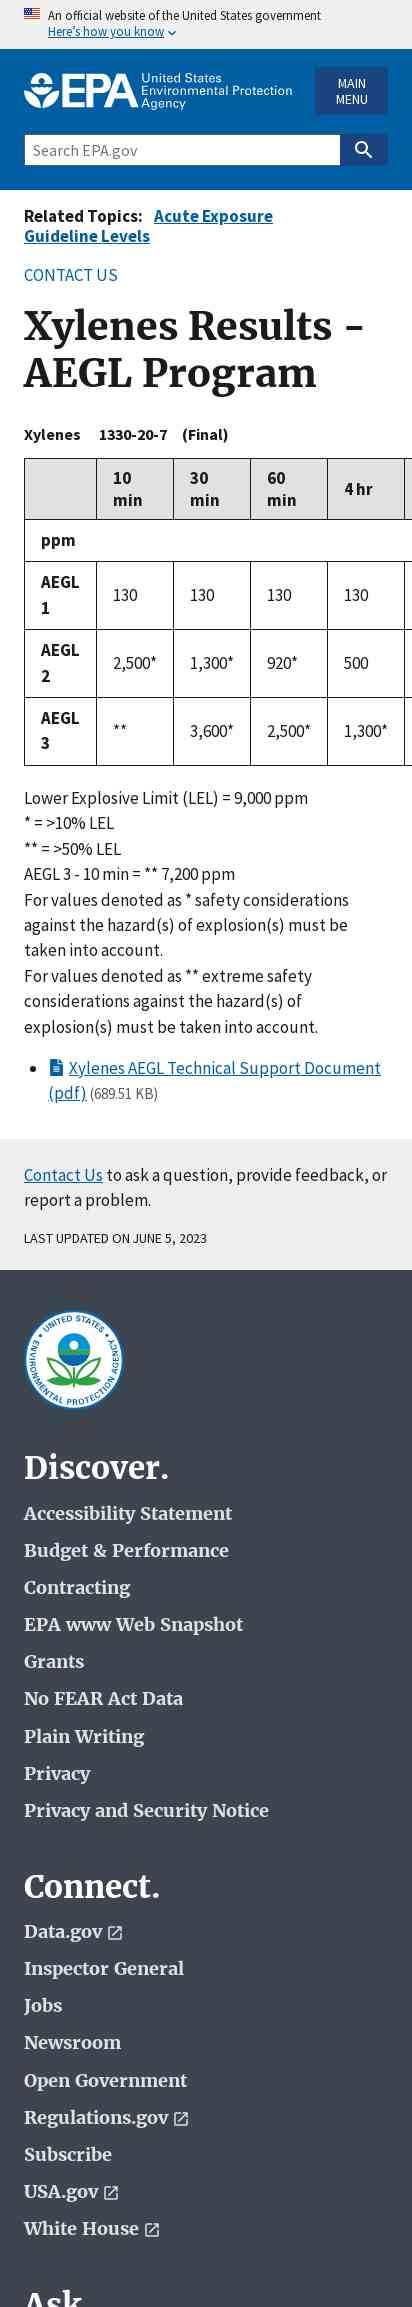 An official website of the United States government
Here's how you know
EPA United States
Environmental Protection
Agency
MAIN
MENU
Search EPA.gov
Related Topics: Acute Exposure
Guideline Levels
CONTACT US
Xylenes Results -
AEGL Program
Xylenes 1330-20-7 (Final)
10 min 30 min 60 min 4 hr
ppm
AEGL 1 130 130 130 130
AEGL 2 2,500* 1,300* 920* 500
AEGL 3 ** 3,600* 2,500* 1,300*
Lower Explosive Limit (LEL) = 9,000 ppm
* = >10% LEL
** = >50% LEL
AEGL 3 - 10 min = ** 7,200 ppm
For values denoted as * safety considerations
against the hazard(s) of explosion(s) must be
taken into account.
For values denoted as ** extreme safety
considerations against the hazard(s) of
explosion(s) must be taken into account.
Xylenes AEGL Technical Support Document
(pdf) (689.51 KB)
Contact Us to ask a question, provide feedback, or
report a problem.
LAST UPDATED ON JUNE 5, 2023
UNITED STATES
ENVIRONMENTAL PROTECTION AGENCY
Discover.
Accessibility Statement
Budget & Performance
Contracting
EPA www Web Snapshot
Grants
No FEAR Act Data
Plain Writing
Privacy
Privacy and Security Notice
Connect.
Data.gov
Inspector General
Jobs
Newsroom
Open Government
Regulations.gov
Subscribe
USA.gov
White House
Ask